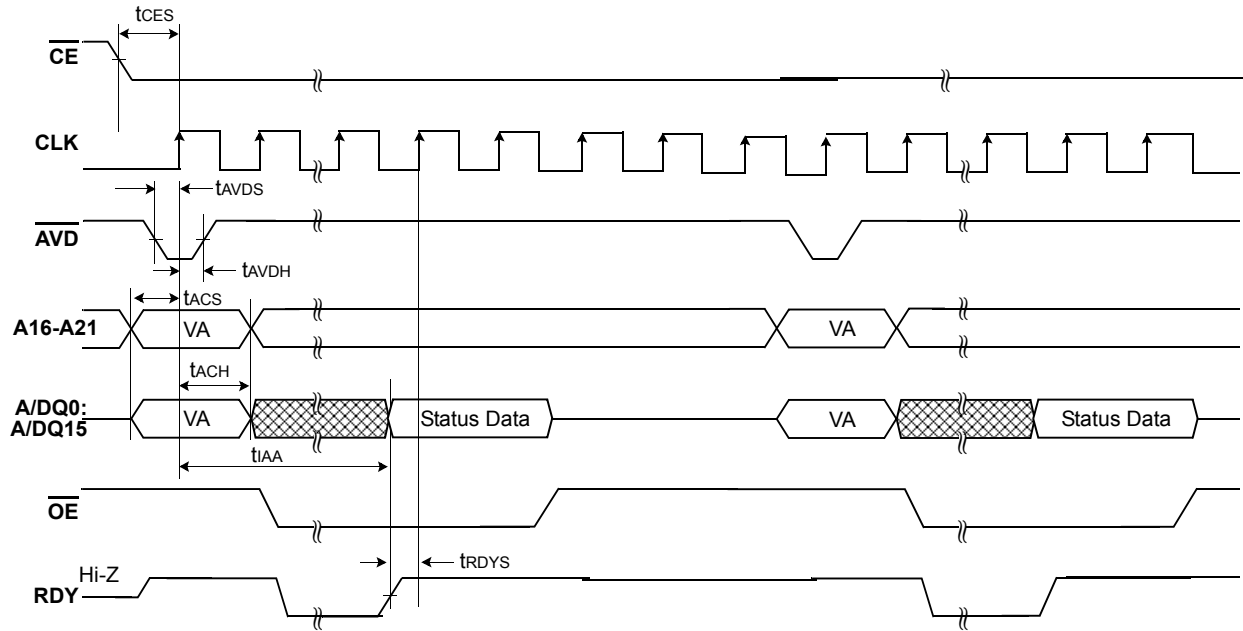 tCES
CE
CLK
tAVDS
AVD
tAVDH
tACS
A16-A21
VA
VA
tACH
A/DQ0:
A/DQ15
VA
Status Data
VA
Status Data
tIAA
OE
tRDYS
Hi-Z
RDY